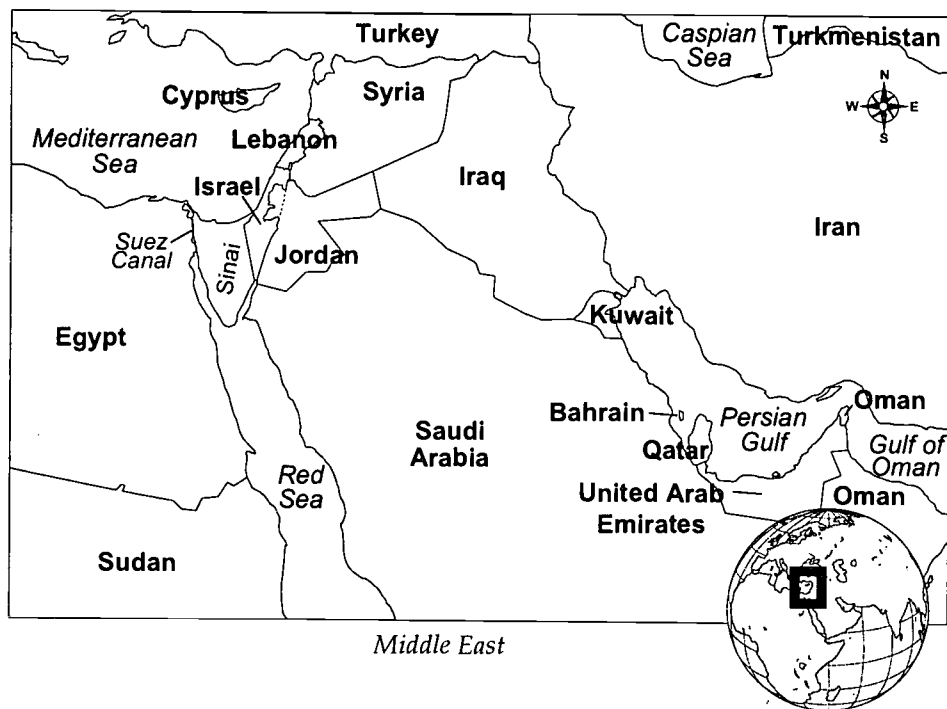 Turkey
Caspian
Sea
Turkmenistan
Cyprus
Syria
N
W
E
S
Mediterranean
Sea
Lebanon
Israel
Iraq
Iran
Suez
Canal
Sinai
Jordan
Egypt
Kuwait
Saudi
Arabia
Bahrain
Persian
Gulf
Oman
Qatar
Gulf of
Oman
Red
Sea
United Arab
Emirates
Oman
Sudan
Middle East